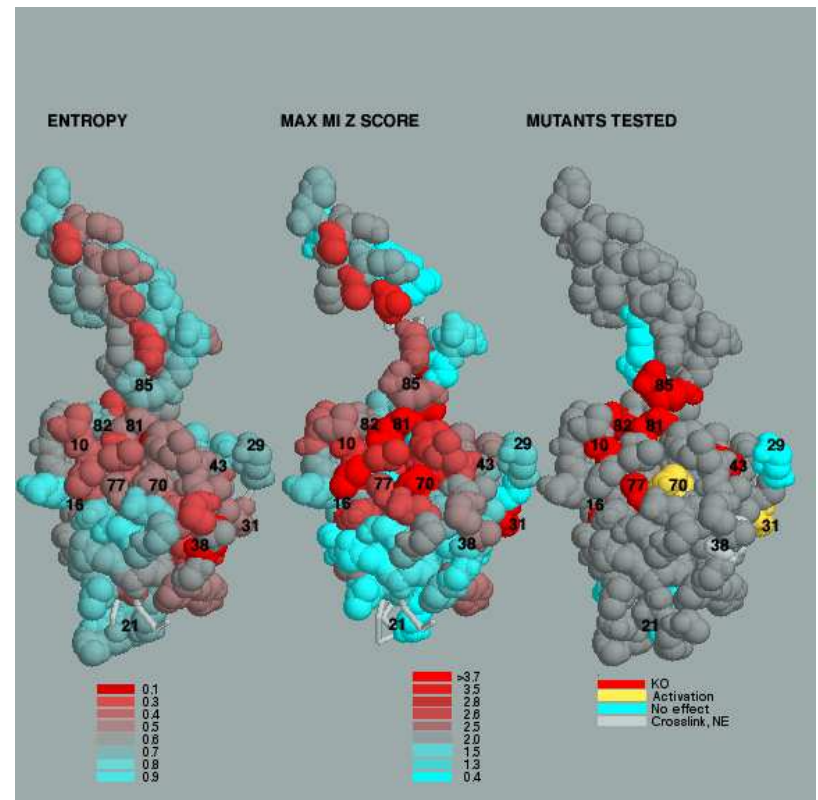 ENTROPY MAX MI Z SCORE MUTANTS TESTED
85 85 85
82 81 82 81 82 81
10 10 10
29 29
43 43 43
77 70 77 70 77 70
16 16 16
31 31 31
38 38 38
21 21 21
0.1
0.3
0.4
0.5
0.6
0.7
0.8
0.9
>3.7
3.5
2.8
2.6
2.5
2.0
1.5
1.3
0.4
KO
Activation
No effect
Crosslink, NE